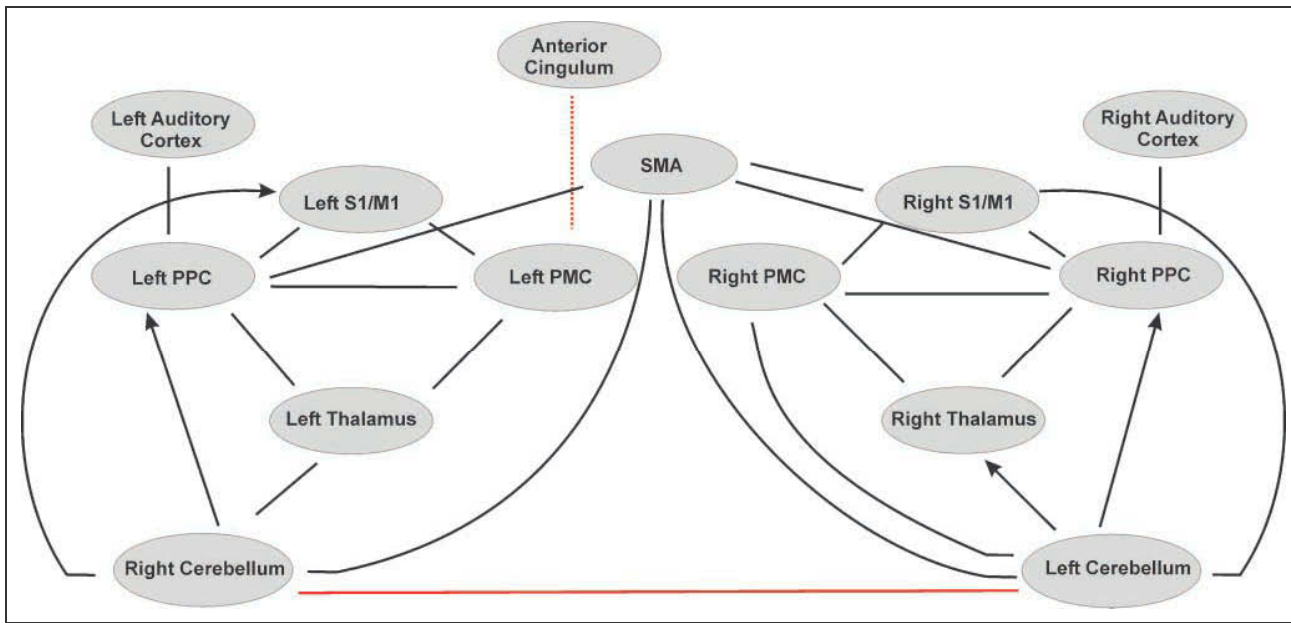 Anterior
Cingulum
Left Auditory
Cortex
Right Auditory
Cortex
SMA
Left S1/M1
Right S1/M1
Left PPC
Left PMC
Right PMC
Right PPC
Left Thalamus
Right Thalamus
Right Cerebellum
Left Cerebellum